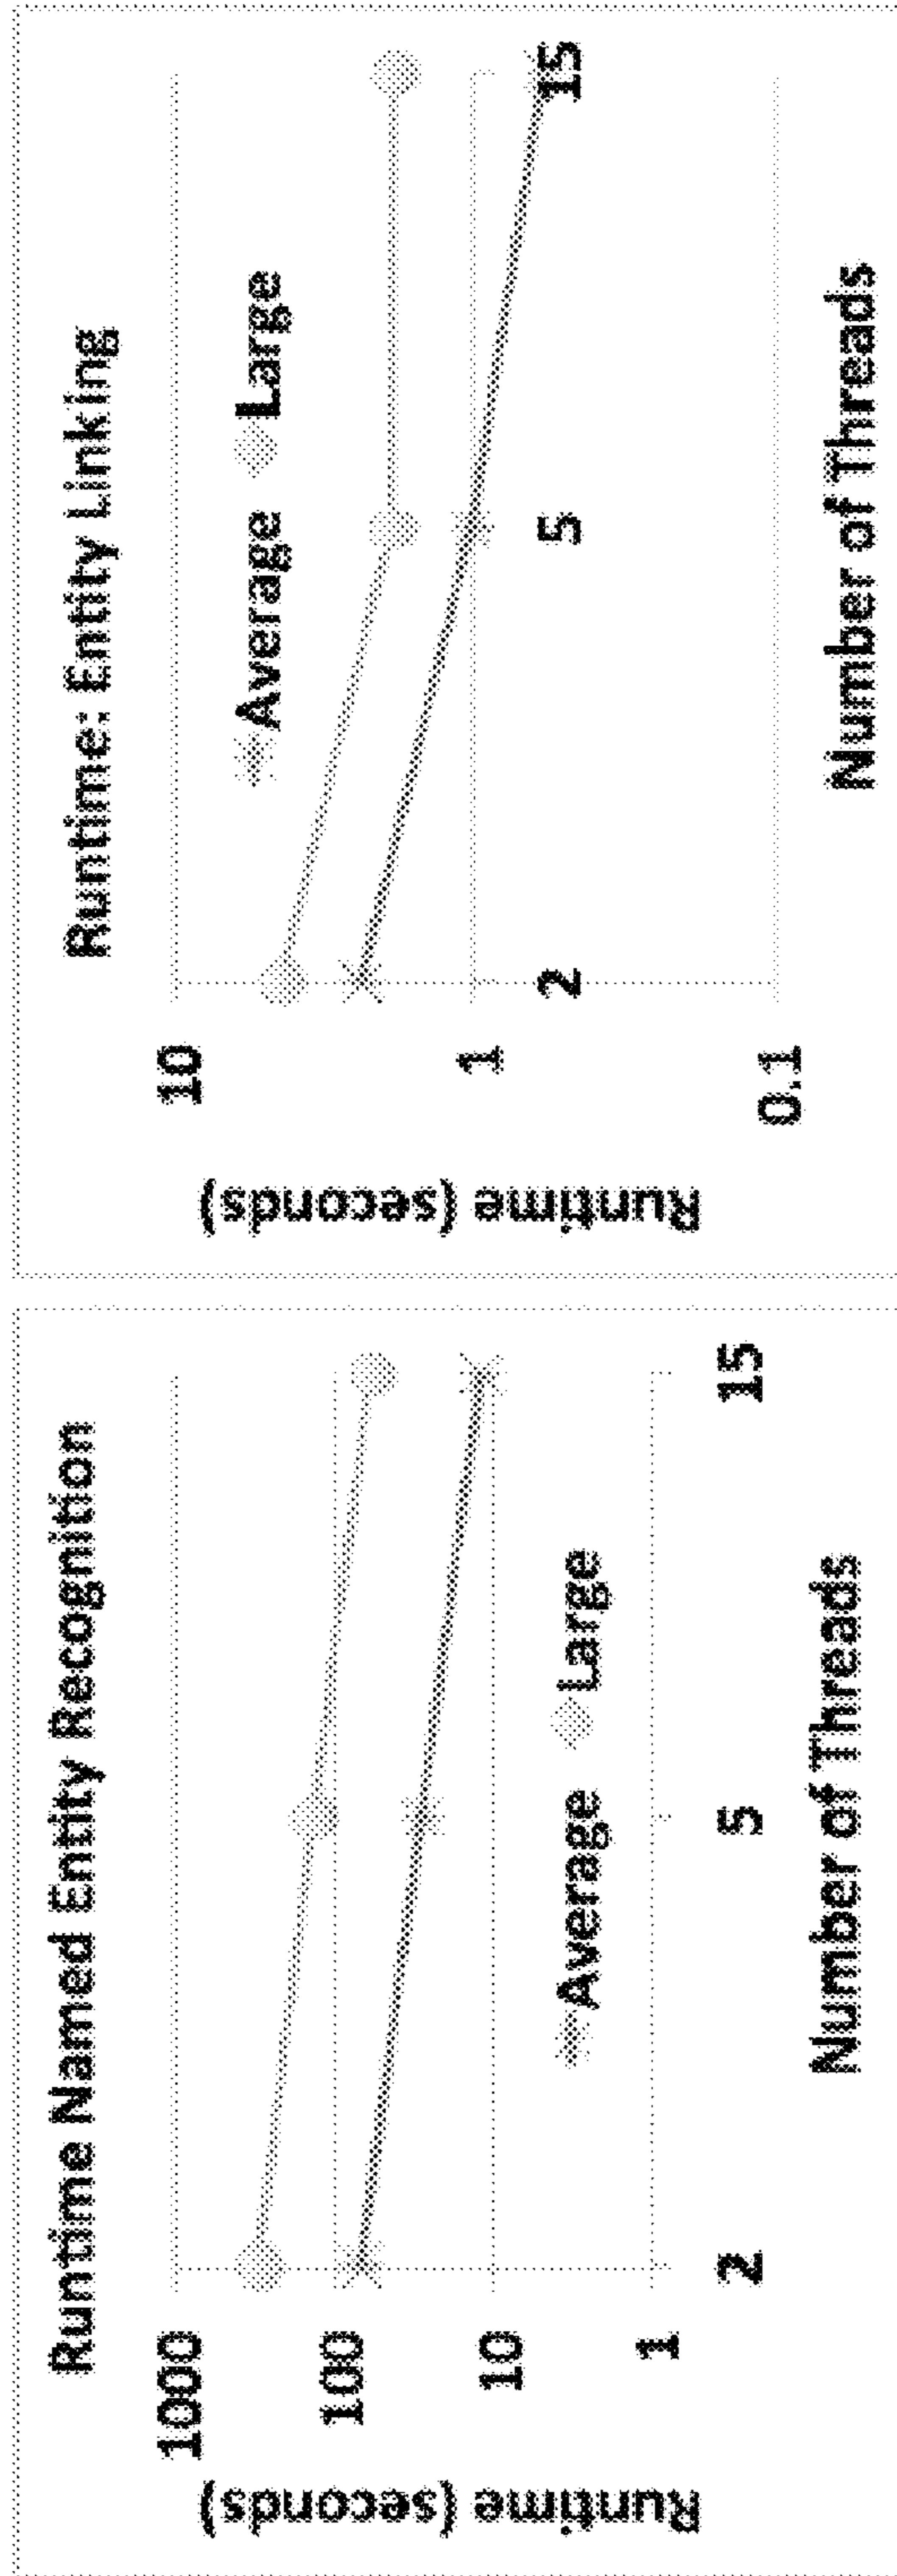 Runtime Named Entity Recognition
Runtime (seconds)
1000
100
10
1
Average Large
2 5 15
Number of Threads
Runtime: Entity Linking
Runtime (seconds)
10
1
0.1
Average Large
2 5 15
Number of Threads